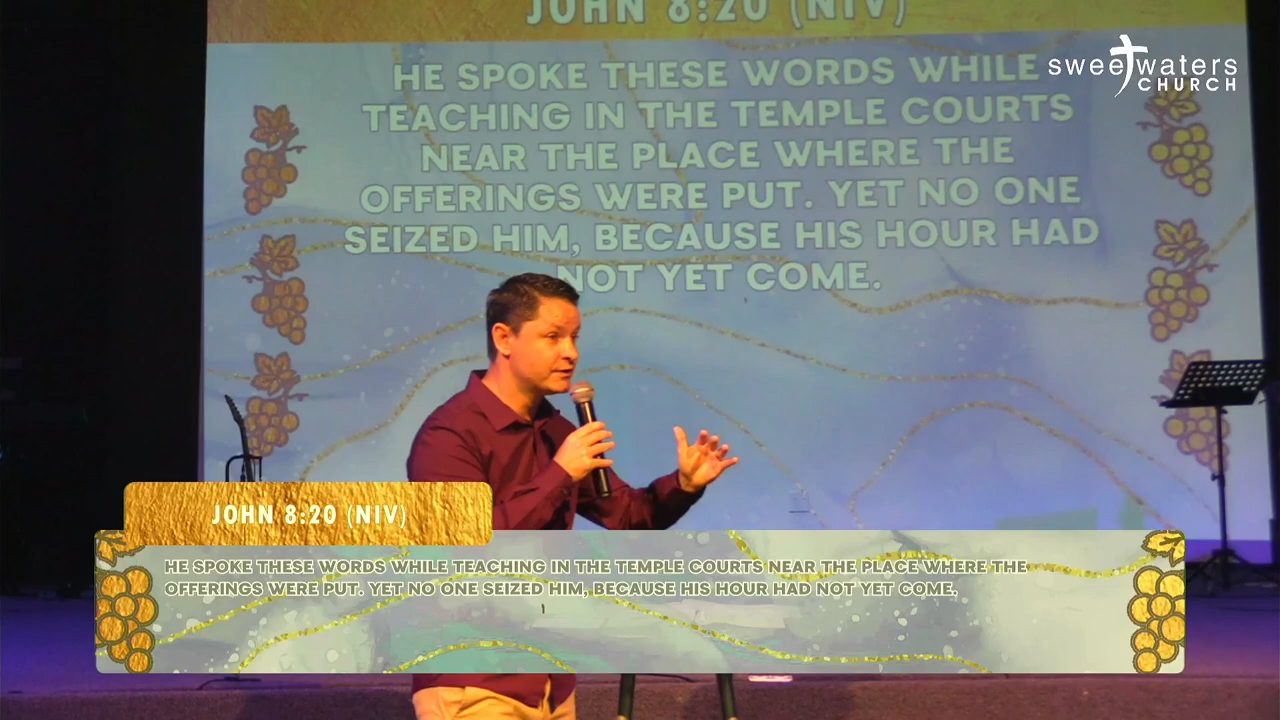 JOHN 8:20 (NIV)
sweetwaters
CHURCH
HE SPOKE THESE WORDS WHILE
TEACHING IN THE TEMPLE COURTS
NEAR THE PLACE WHERE THE
OFFERINGS WERE PUT. YET NO ONE
SEIZED HIM, BECAUSE HIS HOUR HAD
NOT YET COME.
JOHN 8:20 (NIV)
HE SPOKE THESE WORDS WHILE TEACHING IN THE TEMPLE COURTS NEAR THE PLACE WHERE THE
OFFERINGS WERE PUT. YET NO ONE SEIZED HIM, BECAUSE HIS HOUR HAD NOT YET COME.